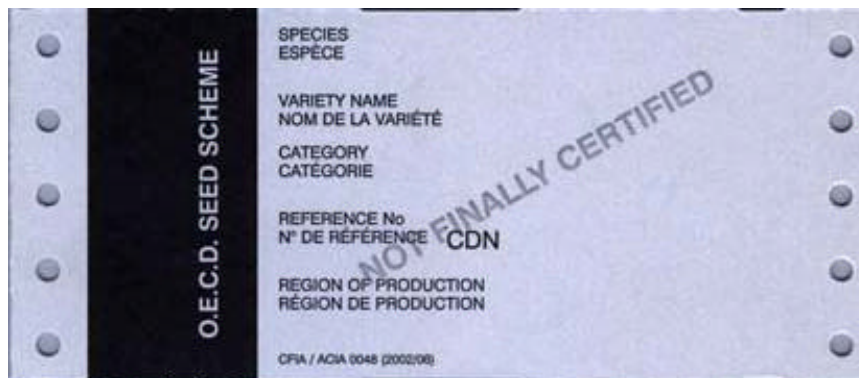 O.E.C.D. SEED SCHEME
SPECIES
ESPÈCE
VARIETY NAME
NOM DE LA VARIÉTÉ
CATEGORY
CATÉGORIE
REFERENCE No
N° DE RÉFÉRENCE CDN
REGION OF PRODUCTION
RÉGION DE PRODUCTION
CFIA / ACIA 0048 (2002/06)
NOT FINALLY CERTIFIED